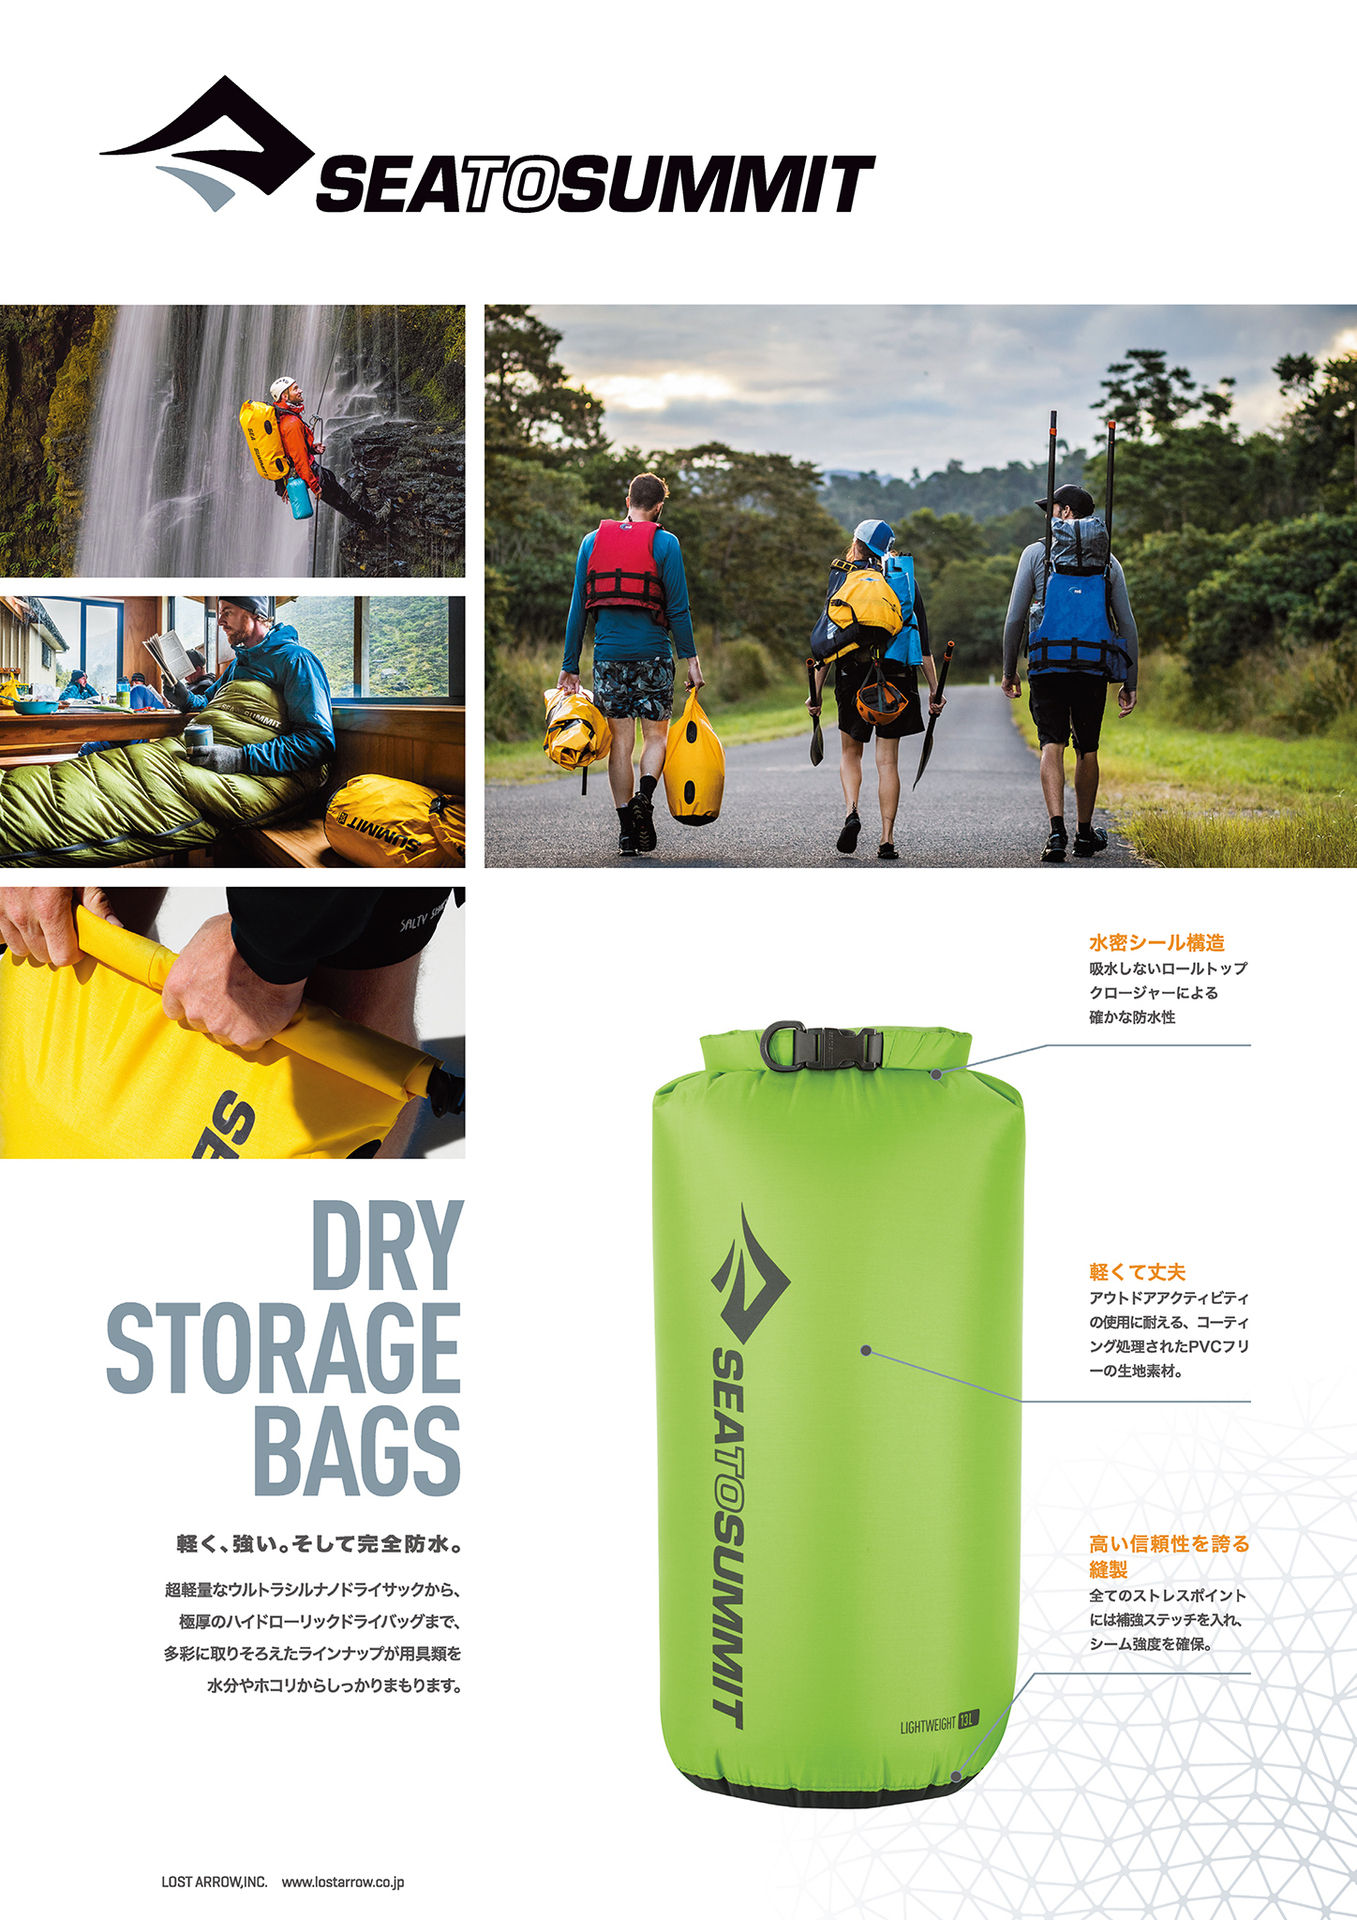 SEATOSUMMIT
SEA SUMMIT
SEA SUMMIT
SUMMIT
SALTY
SE
水密シール構造
吸水しないロールトップ
クロージャーによる
確かな防水性
軽くて丈夫
アウトドアアクティビティ
の使用に耐える、コーティ
ング処理されたPVCフリ
ーの生地素材。
高い信頼性を誇る
縫製
全てのストレスポイント
には補強ステッチを入れ、
シーム強度を確保。
SEATOSUMMIT
LIGHTWEIGHT 13L
DRY
STORAGE
BAGS
軽く、強い。そして完全防水。
超軽量なウルトラシルナノドライサックから、
極厚のハイドローリックドライバッグまで、
多彩に取りそろえたラインナップが用具類を
水分やホコリからしっかりまもります。
LOST ARROW,INC. www.lostarrow.co.jp